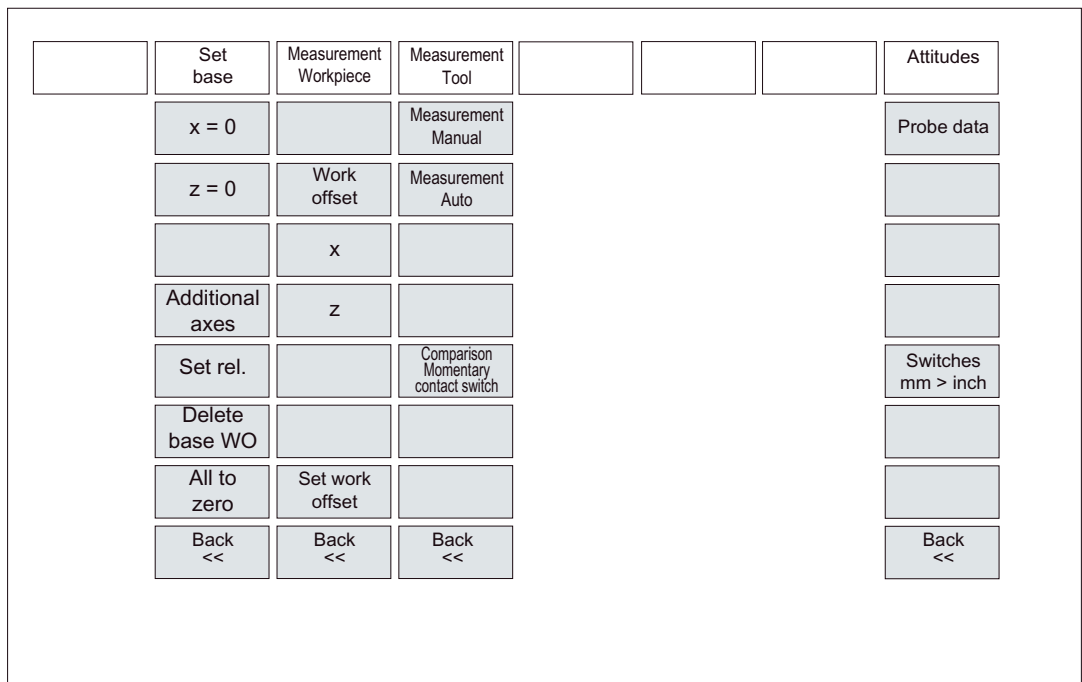 Set
base
Measurement
Workpiece
Measurement
Tool
Attitudes
x = 0
Measurement
Manual
Probe data
z = 0
Work
offset
Measurement
Auto
x
Additional
axes
z
Set rel.
Comparison
Momentary
contact switch
Switches
mm > inch
Delete
base WO
All to
zero
Set work
offset
Back
<<
Back
<<
Back
<<
Back
<<